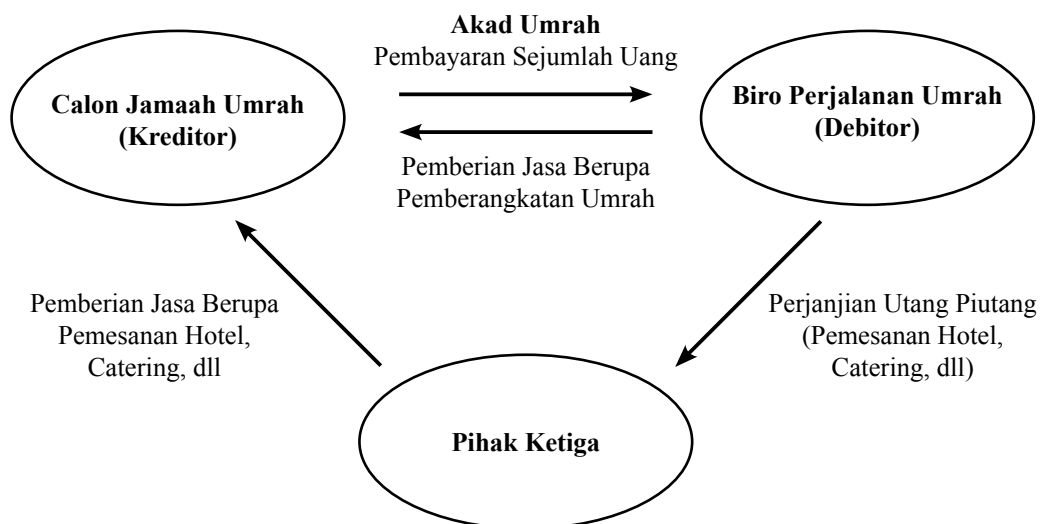 Akad Umrah
Pembayaran Sejumlah Uang
Calon Jamaah Umrah
(Kreditor)
Biro Perjalanan Umrah
(Debitor)
Pemberian Jasa Berupa
Pemberangkatan Umrah
Pemberian Jasa Berupa
Pemesanan Hotel,
Catering, dll
Perjanjian Utang Piutang
(Pemesanan Hotel,
Catering, dll)
Pihak Ketiga